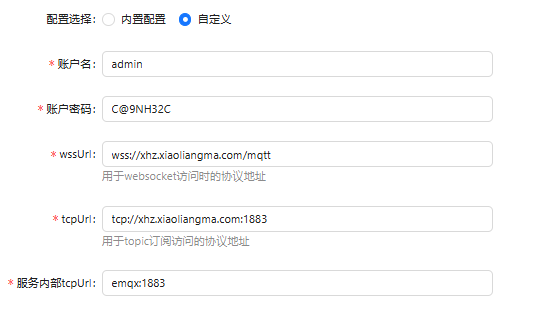 配置选择: 内置配置 自定义
* 账户名: admin
* 账户密码: C@9NH32C
* wssUrl: wss://xhz.xiaoliangma.com/mqtt
用于websocket访问时的协议地址
* tcpUrl: tcp://xhz.xiaoliangma.com:1883
用于topic订阅访问的协议地址
* 服务内部tcpUrl: emqx:1883